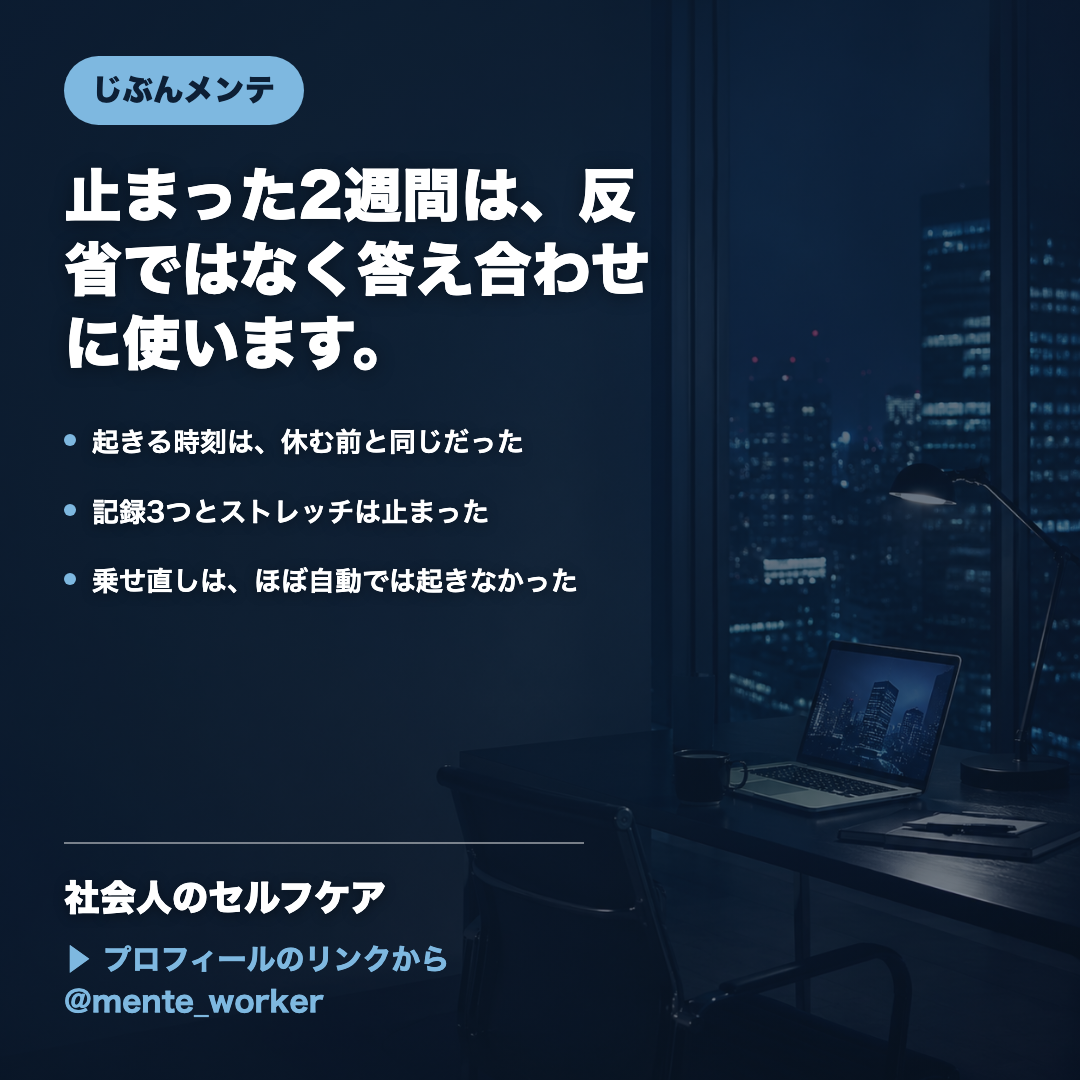 じぶんメンテ
止まった2週間は、反
省ではなく答え合わせ
に使います。
起きる時刻は、休む前と同じだった
記録3つとストレッチは止まった
乗せ直しは、ほぼ自動では起きなかった
社会人のセルフケア
▶ プロフィールのリンクから
@mente_worker